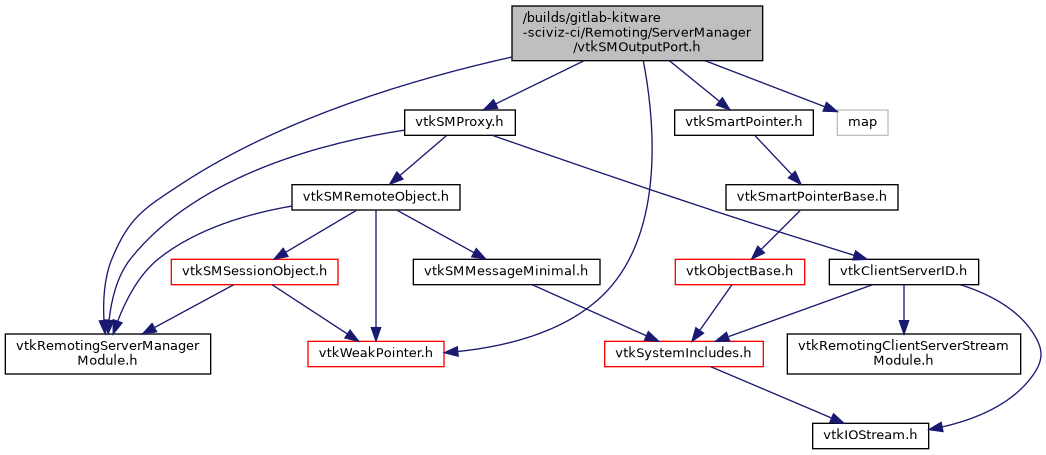 /builds/gitlab-kitware
-sciviz-ci/Remoting/ServerManager
/vtkSMOutputPort.h
vtkSMProxy.h
vtkSmartPointer.h
map
vtkSMRemoteObject.h
vtkSmartPointerBase.h
vtkSMSessionObject.h
vtkSMMessageMinimal.h
vtkObjectBase.h
vtkClientServerID.h
vtkRemotingServerManager
Module.h
vtkWeakPointer.h
vtkSystemIncludes.h
vtkRemotingClientServerStream
Module.h
vtkIOStream.h